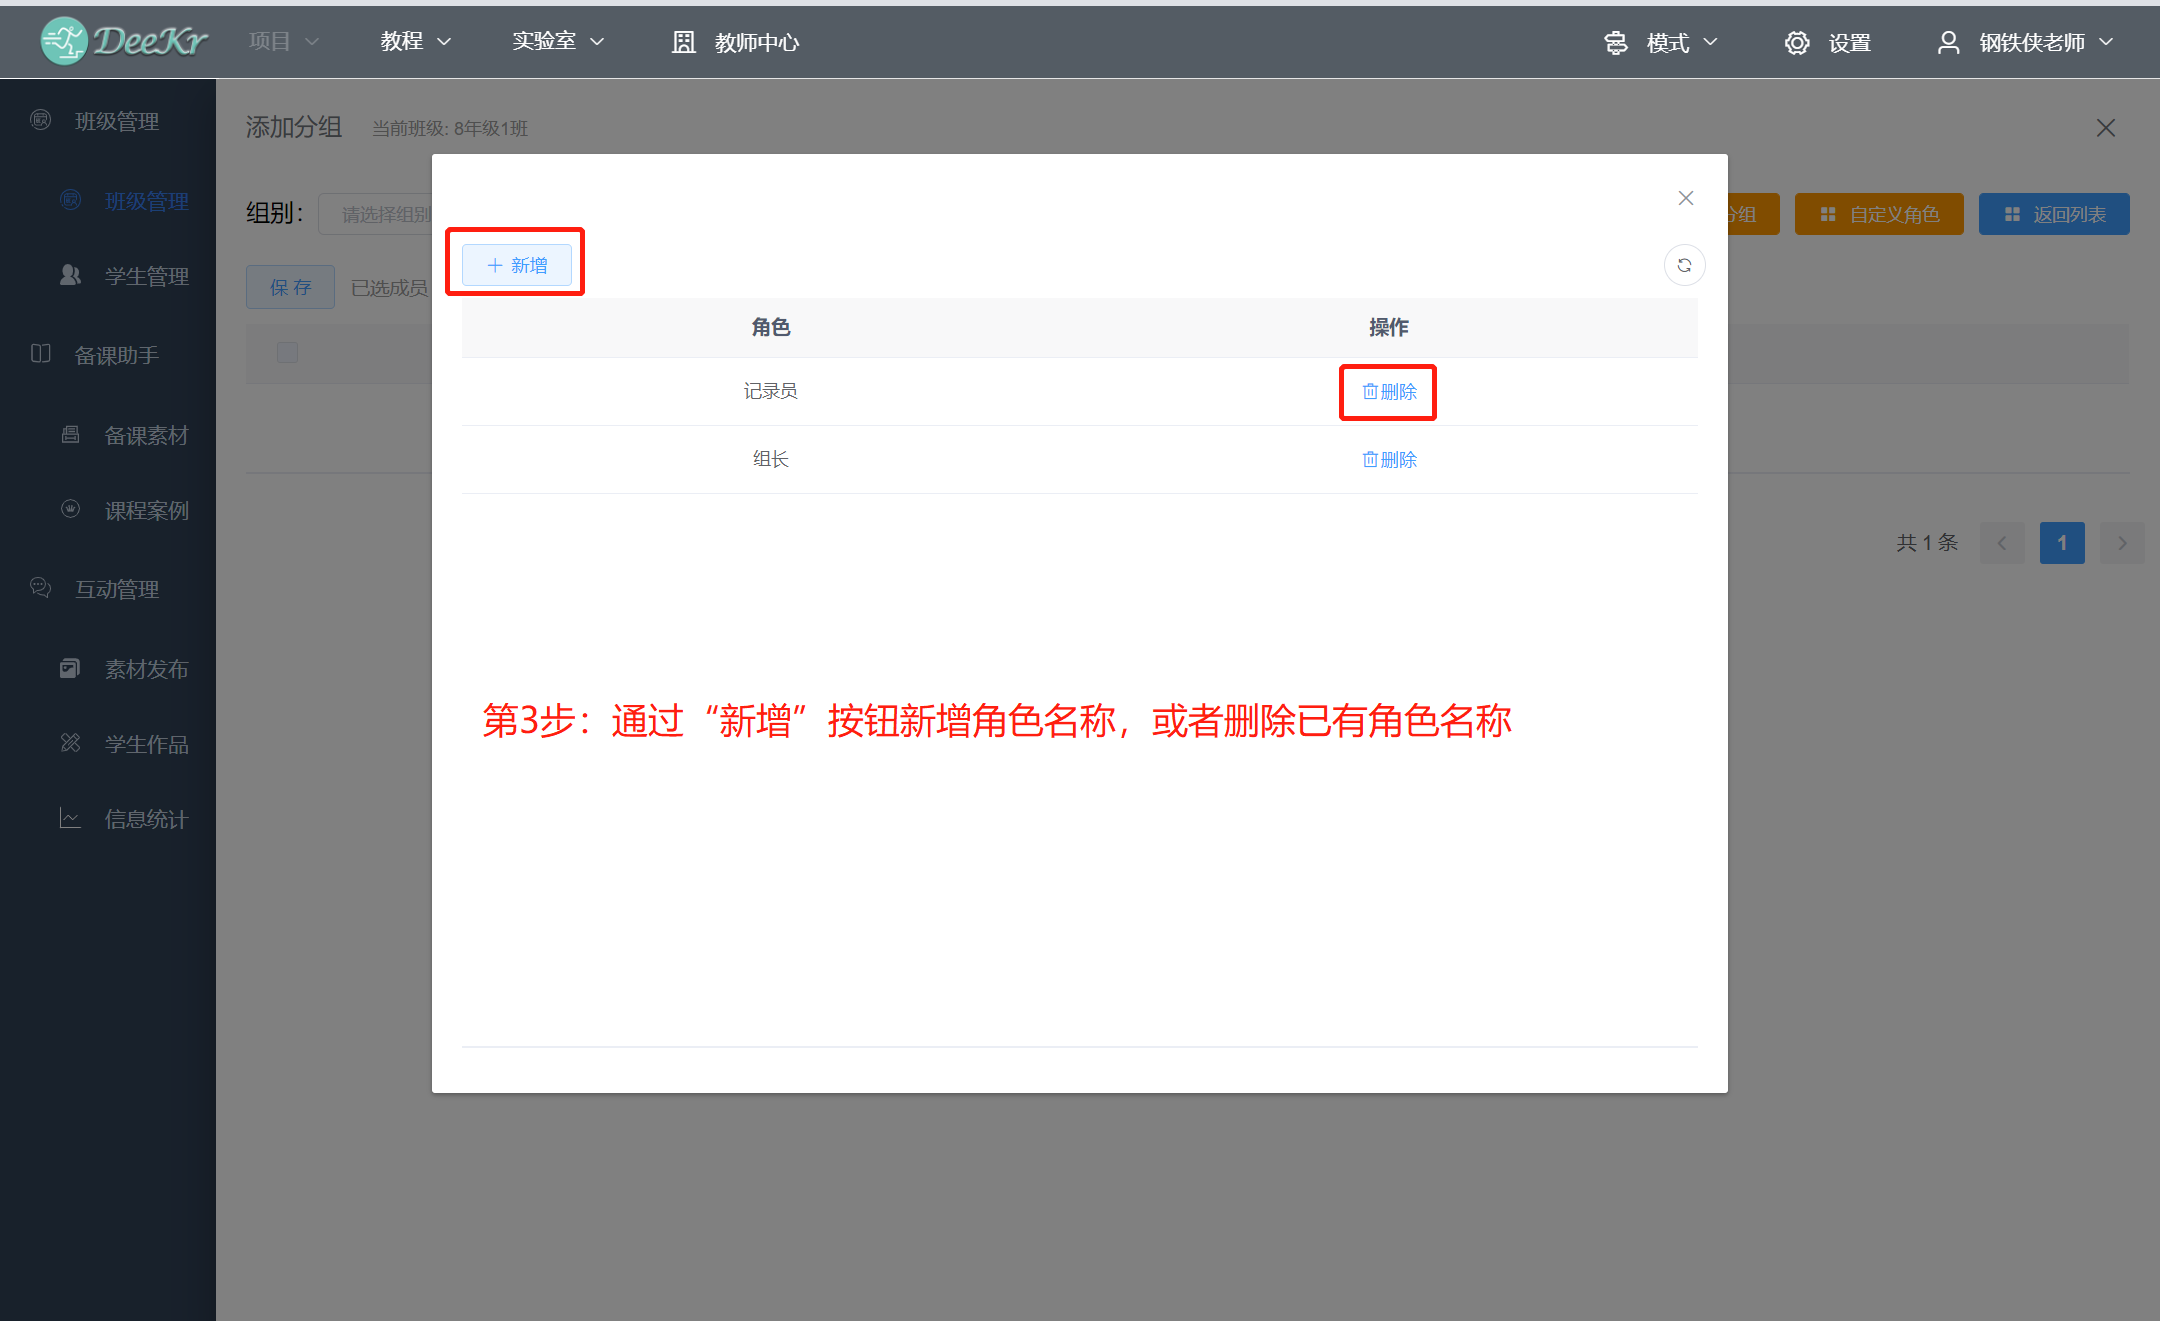 DeeKr 项目 教程 实验室 教师中心 模式 设置 钢铁侠老师
班级管理
班级管理
学生管理
备课助手
备课素材
课程案例
互动管理
素材发布
学生作品
信息统计
添加分组 当前班级: 8年级1班
组别： 请选择组别 分组 自定义角色 返回列表
保存 已选成员
共 1 条 1
新增
角色 操作
记录员 删除
组长 删除
第3步：通过“新增”按钮新增角色名称，或者删除已有角色名称